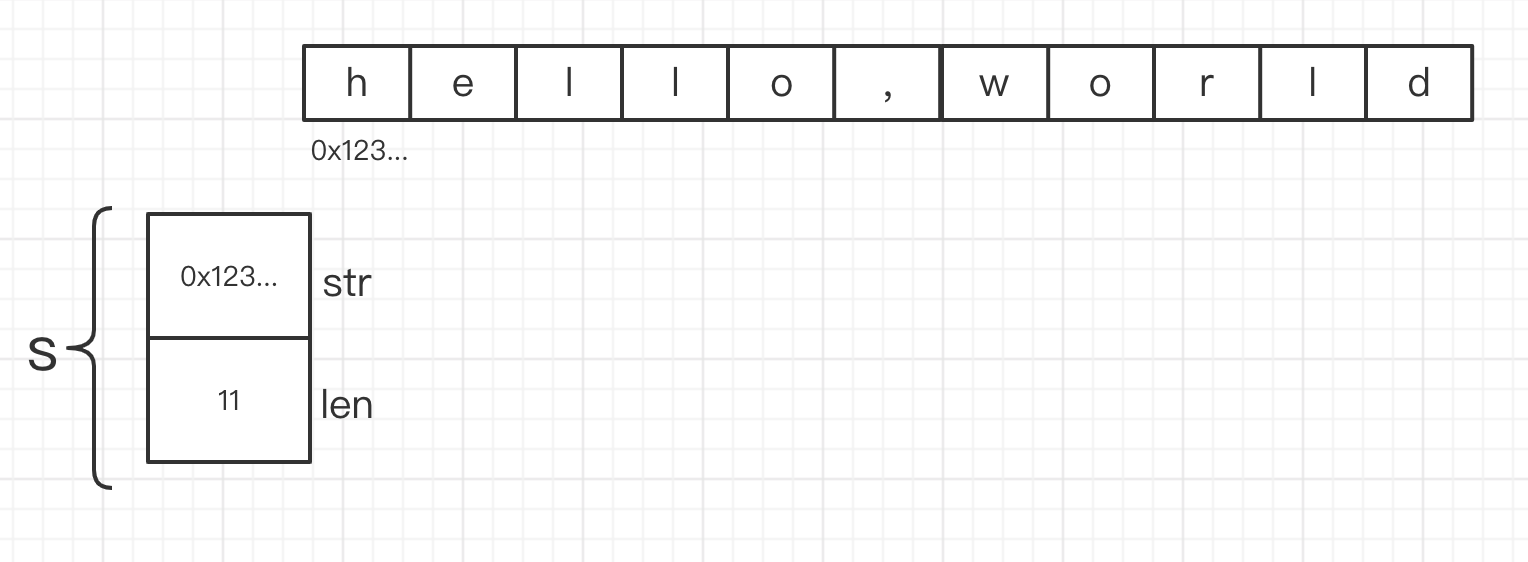 h e l l o , w o r l d
0x123...
0x123... str
s
11 len